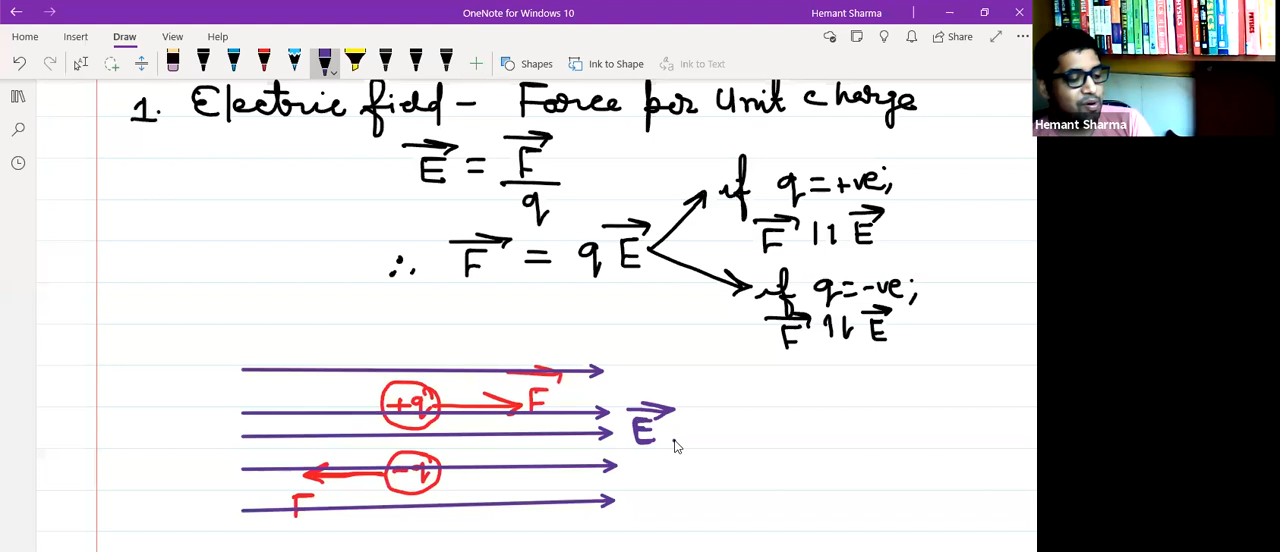 OneNote for Windows 10
Hemant Sharma
Home Insert Draw View Help
Share
Shapes Ink to Shape Ink to Text
1. Electric field - Force per Unit charge
E = F
q
if q = +ve;
F ↑↑ E
∴ F = q E
if q = -ve;
F ↑↓ E
+q F
E
-q
F
Hemant Sharma
PHYSICS